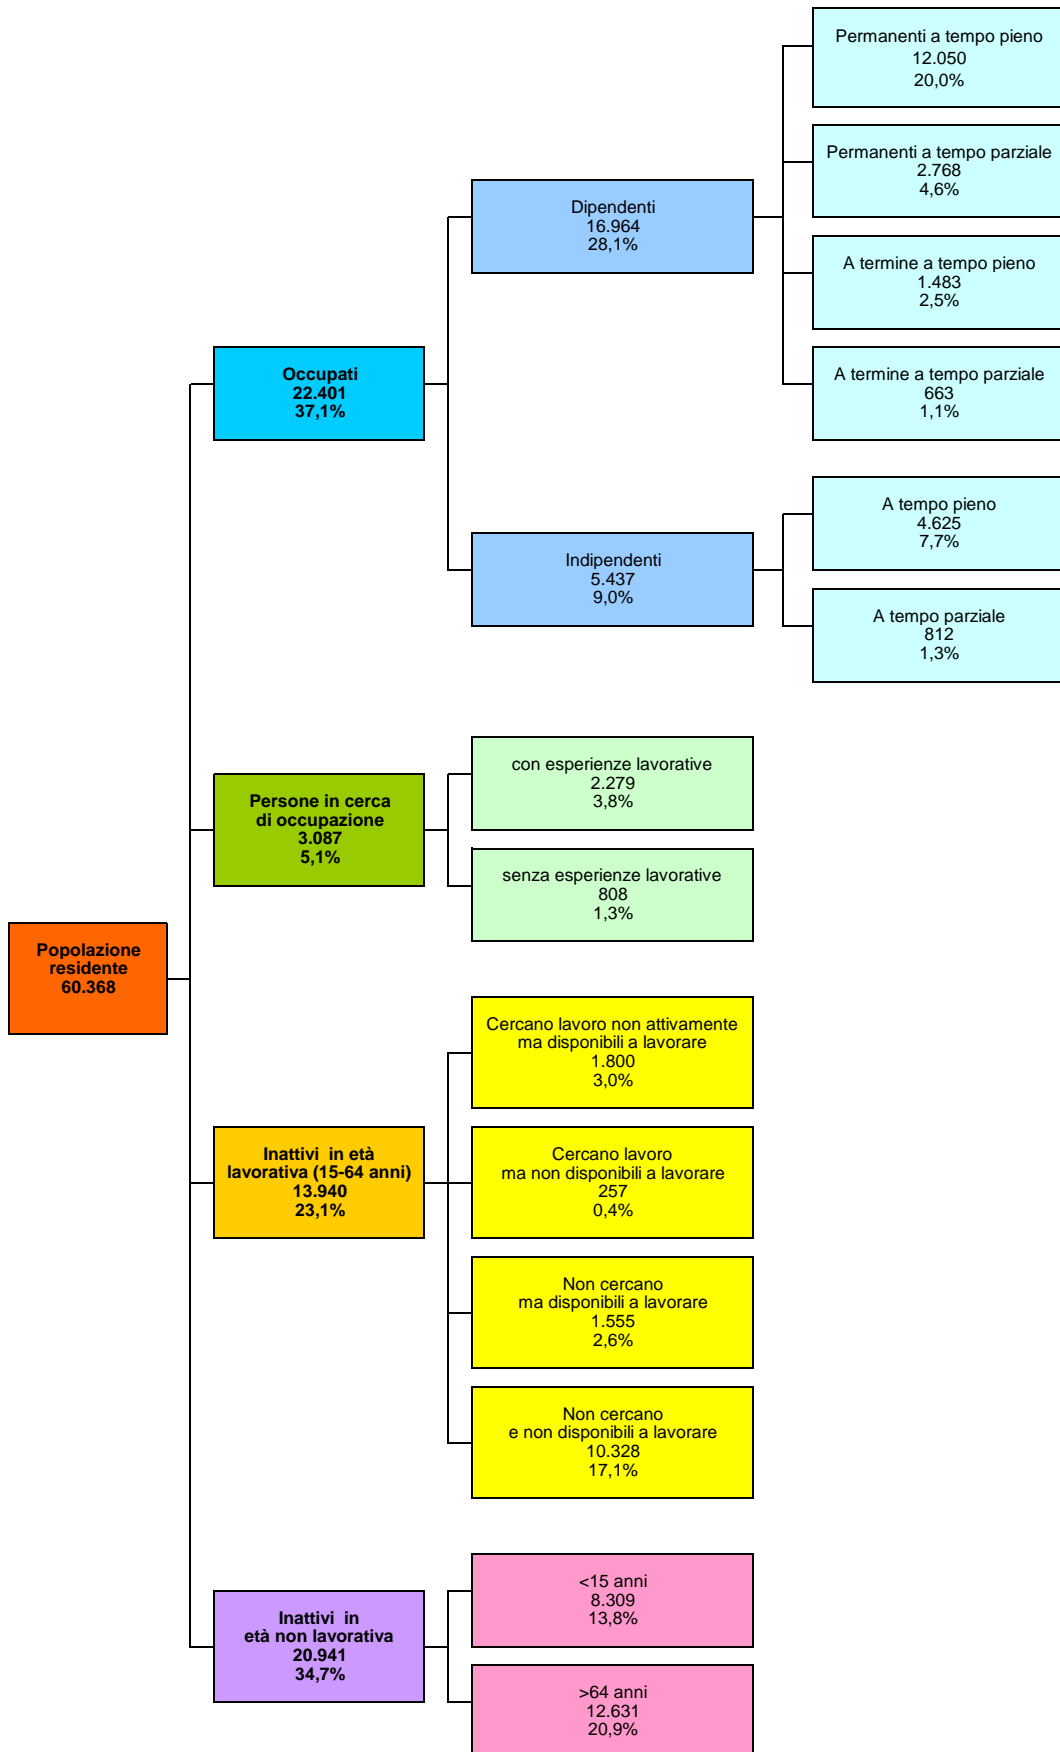 Popolazione
residente
60.368
Occupati
22.401
37,1%
Dipendenti
16.964
28,1%
Permanenti a tempo pieno
12.050
20,0%
Permanenti a tempo parziale
2.768
4,6%
A termine a tempo pieno
1.483
2,5%
A termine a tempo parziale
663
1,1%
Indipendenti
5.437
9,0%
A tempo pieno
4.625
7,7%
A tempo parziale
812
1,3%
Persone in cerca
di occupazione
3.087
5,1%
con esperienze lavorative
2.279
3,8%
senza esperienze lavorative
808
1,3%
Inattivi in età
lavorativa (15-64 anni)
13.940
23,1%
Cercano lavoro non attivamente
ma disponibili a lavorare
1.800
3,0%
Cercano lavoro
ma non disponibili a lavorare
257
0,4%
Non cercano
ma disponibili a lavorare
1.555
2,6%
Non cercano
e non disponibili a lavorare
10.328
17,1%
Inattivi in
età non lavorativa
20.941
34,7%
<15 anni
8.309
13,8%
>64 anni
12.631
20,9%